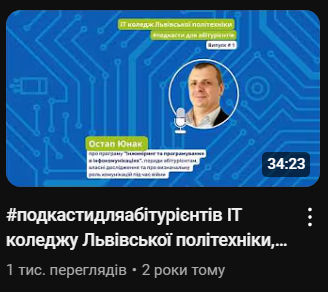 ІТ коледж Львівської політехніки
#подкасти для абітурієнтів
Випуск # 1
Остап Юнак
про програму "Інжиніринг та програмування
в інфокомунікаціях", поради абітурієнтам,
власні дослідження та про визначальну
роль комунікацій під час війни
34:23
#подкастидляабітурієнтів ІТ
коледжу Львівської політехніки,...
1 тис. переглядів • 2 роки тому